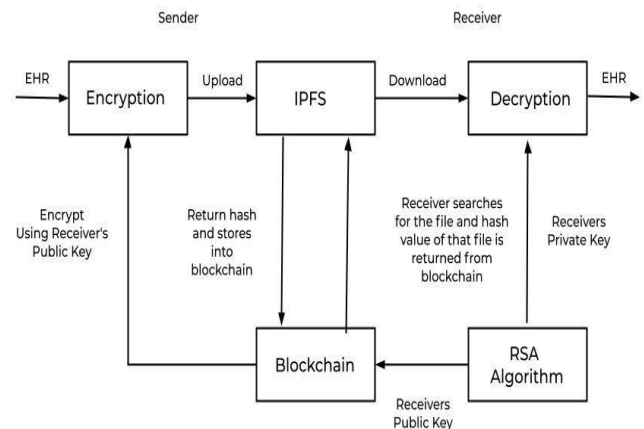 Sender
Receiver
EHR
Encryption
Upload
IPFS
Download
Decryption
EHR
Encrypt
Using Receiver's
Public Key
Return hash
and stores
into
blockchain
Receiver searches
for the file and hash
value of that file is
returned from
blockchain
Receivers
Private Key
Blockchain
RSA
Algorithm
Receivers
Public Key